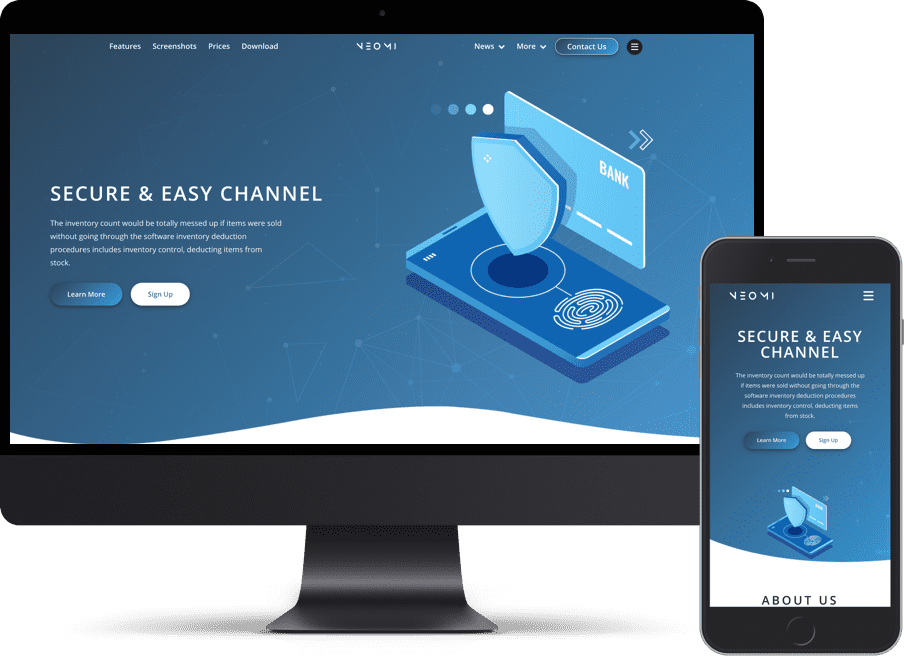 Features Screenshots Prices Download NEOMI News More Contact Us
BANK
SECURE & EASY CHANNEL
The inventory count would be totally messed up if items were sold
without going through the software inventory deduction
procedures includes inventory control, deducting items from
stock.
Learn More Sign Up
NEOMI
SECURE & EASY
CHANNEL
The inventory count would be totally messed up
if items were sold without going through the
software inventory deduction procedures
includes inventory control, deducting items
from stock.
Learn More Sign Up
BANK
ABOUT US